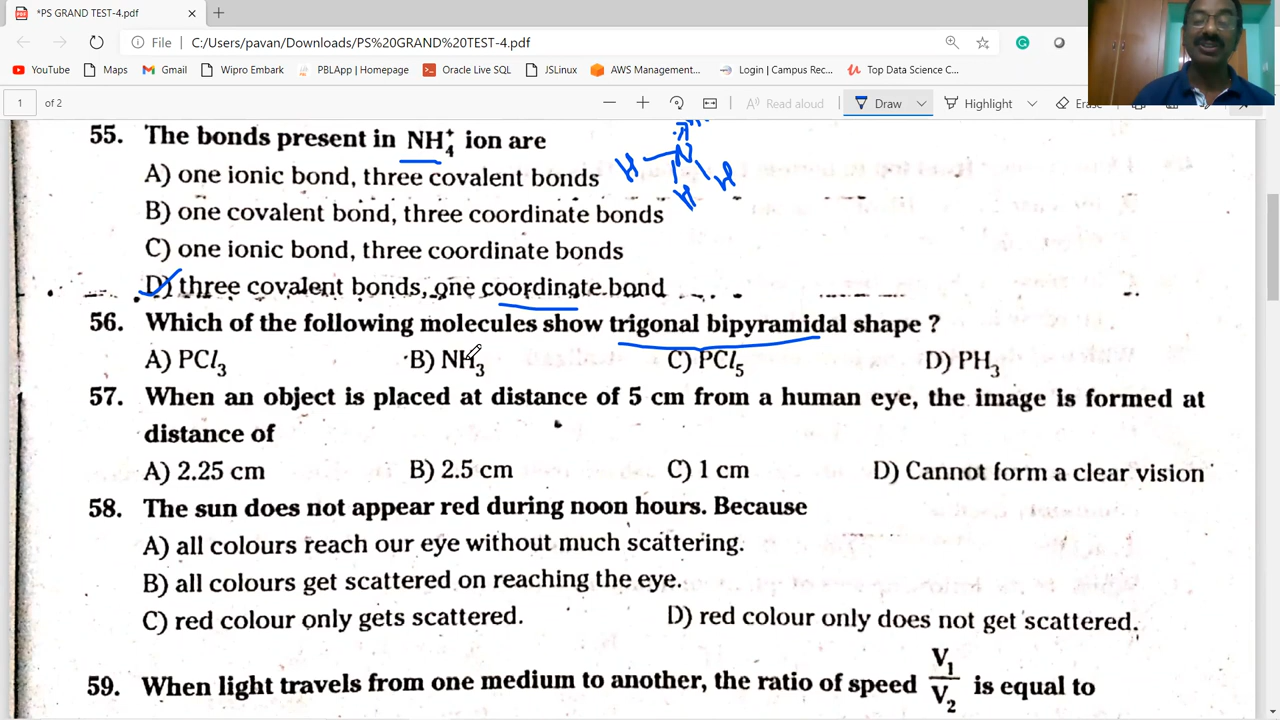 *PS GRAND TEST-4.pdf
File C:/Users/pavan/Downloads/PS%20GRAND%20TEST-4.pdf
YouTube Maps Gmail Wipro Embark PBLApp | Homepage Oracle Live SQL JSLinux AWS Management... Login | Campus Rec... Top Data Science C...
1 of 2 Read aloud Draw Highlight Erase
55. The bonds present in NH₄⁺ ion are
N
H H
H
A) one ionic bond, three covalent bonds
B) one covalent bond, three coordinate bonds
C) one ionic bond, three coordinate bonds
D) three covalent bonds, one coordinate bond
56. Which of the following molecules show trigonal bipyramidal shape ?
A) PCl₃ B) NH₃ C) PCl₅ D) PH₃
57. When an object is placed at distance of 5 cm from a human eye, the image is formed at
distance of
A) 2.25 cm B) 2.5 cm C) 1 cm D) Cannot form a clear vision
58. The sun does not appear red during noon hours. Because
A) all colours reach our eye without much scattering.
B) all colours get scattered on reaching the eye.
C) red colour only gets scattered. D) red colour only does not get scattered.
59. When light travels from one medium to another, the ratio of speed V₁/V₂ is equal to